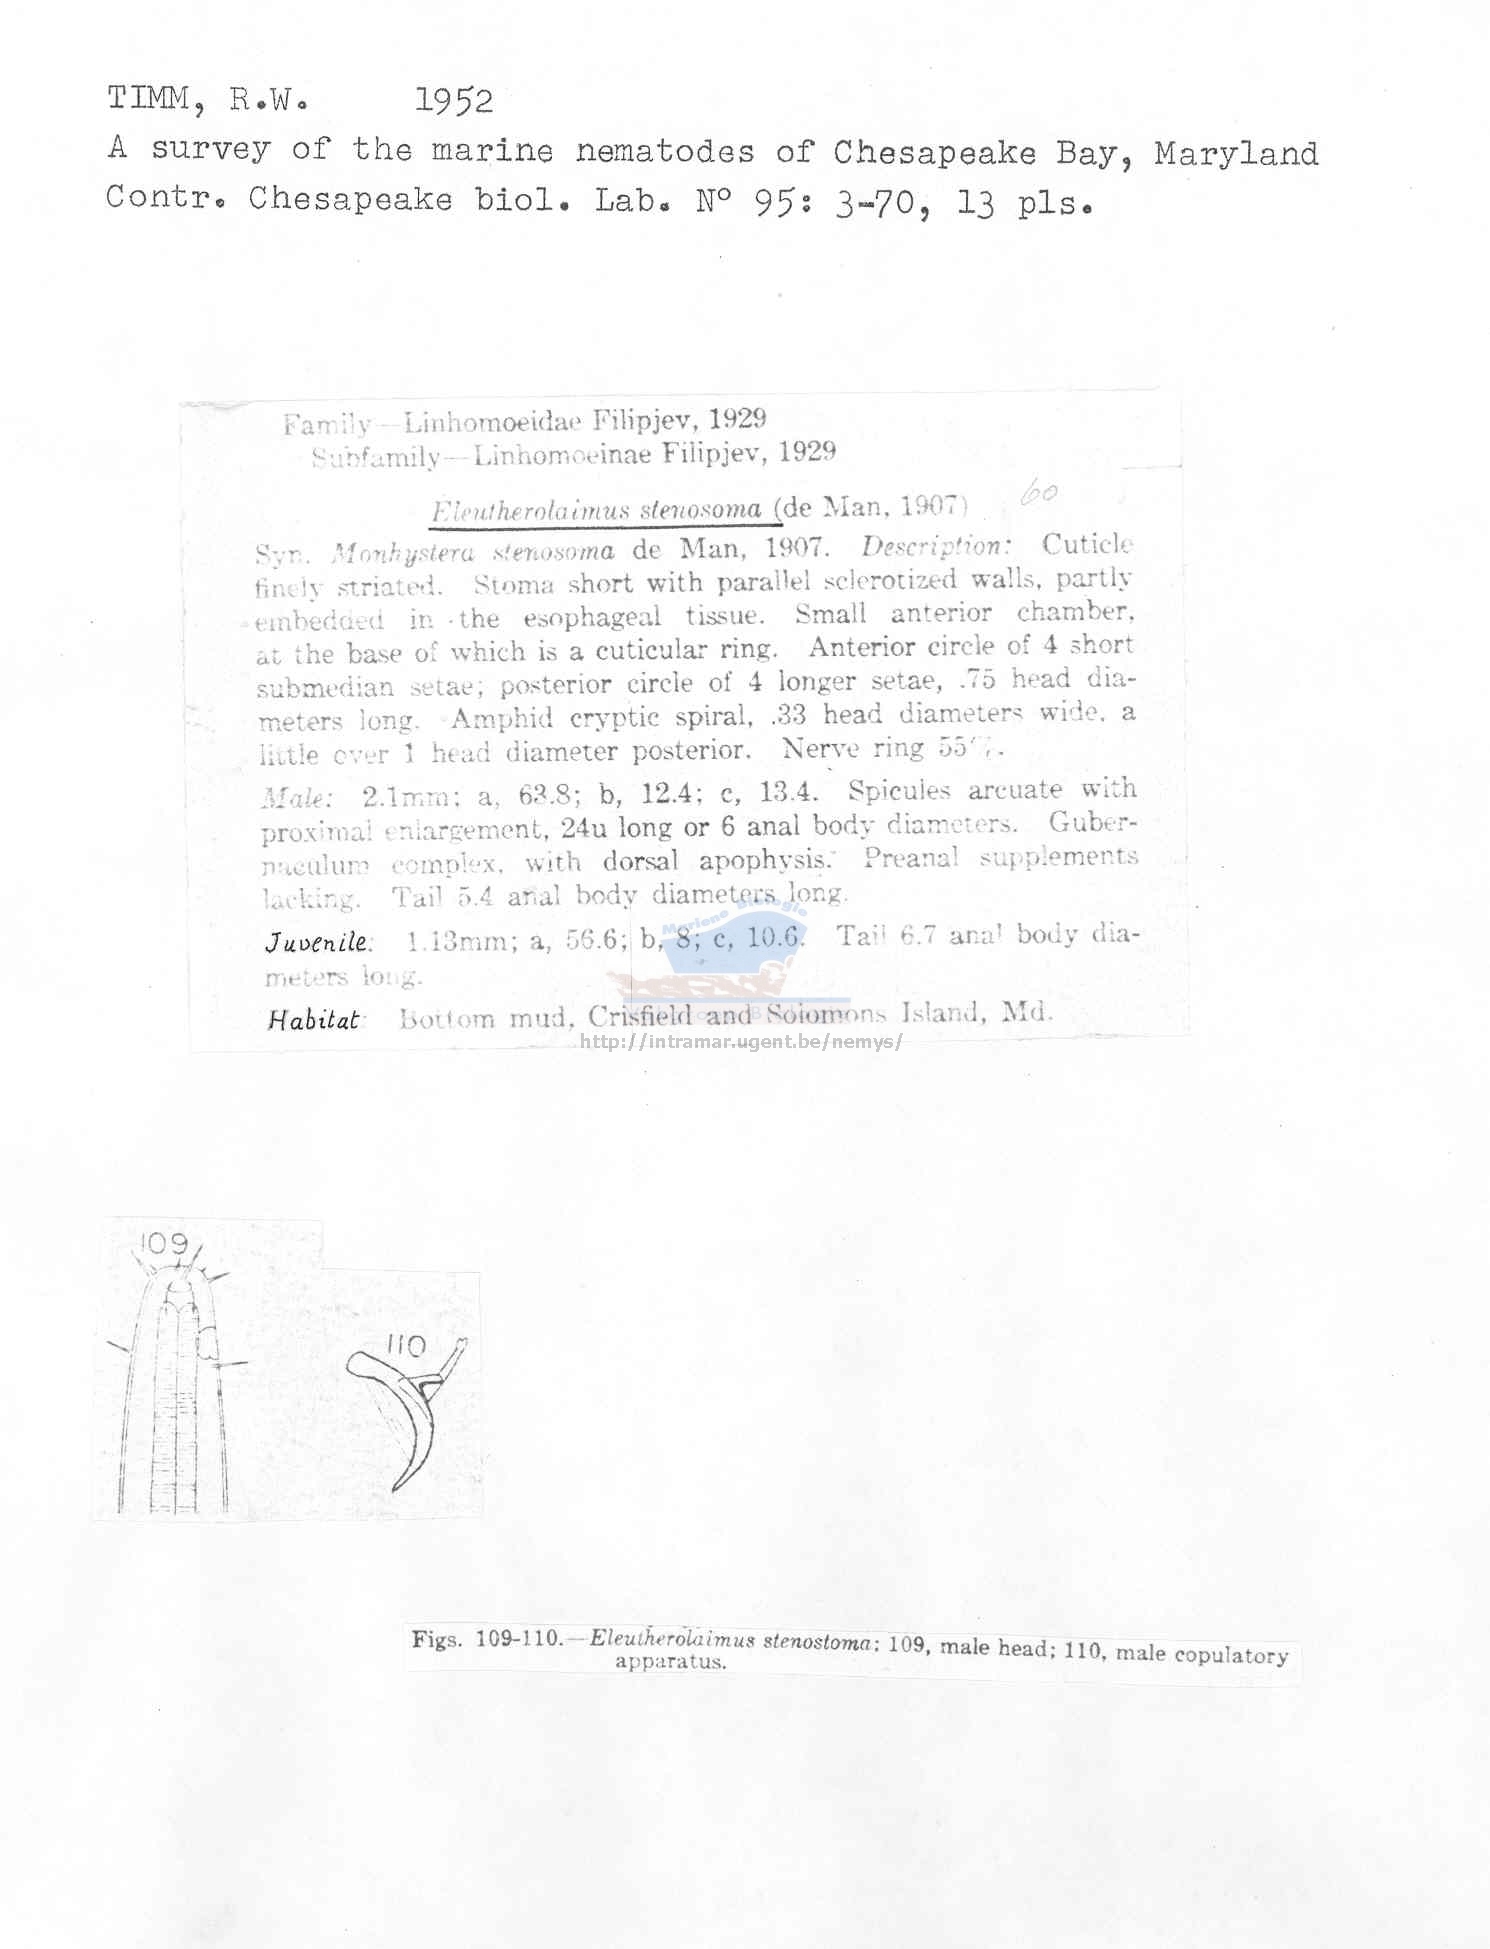 TIMM, R.W. 1952
A survey of the marine nematodes of Chesapeake Bay, Maryland
Contr. Chesapeake biol. Lab. Nº 95: 3-70, 13 pls.
Family—Linhomoeidae Filipjev, 1929
Subfamily—Linhomoeinae Filipjev, 1929
60
Eleutherolaimus stenosoma (de Man, 1907)
Syn. Monhystera stenosoma de Man, 1907. Description: Cuticle
finely striated. Stoma short with parallel sclerotized walls, partly
embedded in the esophageal tissue. Small anterior chamber,
at the base of which is a cuticular ring. Anterior circle of 4 short
submedian setae; posterior circle of 4 longer setae, .75 head dia-
meters long. Amphid cryptic spiral, .33 head diameters wide, a
little over 1 head diameter posterior. Nerve ring 55%.
Male: 2.1mm; a, 63.8; b, 12.4; c, 13.4. Spicules arcuate with
proximal enlargement, 24u long or 6 anal body diameters. Guber-
naculum complex, with dorsal apophysis. Preanal supplements
lacking. Tail 5.4 anal body diameters long.
Mariene Biologie
Juvenile: 1.13mm; a, 56.6; b, 8; c, 10.6. Tail 6.7 anal body dia-
meters long.
Habitat: Bottom mud, Crisfield and Solomons Island, Md.
http://intramar.ugent.be/nemys/
109
110
Figs. 109-110.—Eleutherolaimus stenostoma; 109, male head; 110, male copulatory
apparatus.